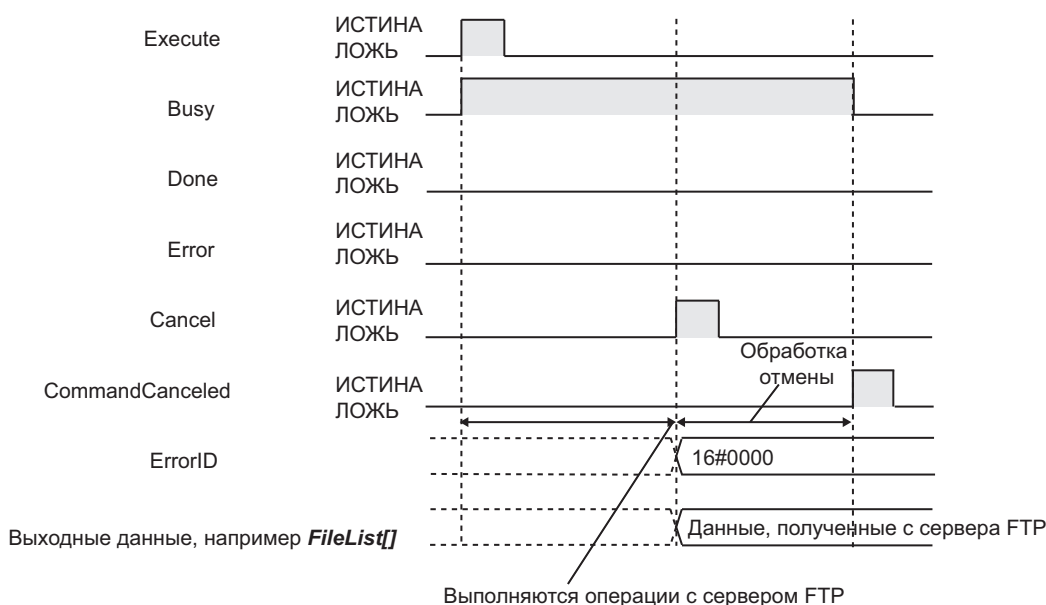 Execute
ИСТИНА
ЛОЖЬ
Busy
ИСТИНА
ЛОЖЬ
Done
ИСТИНА
ЛОЖЬ
Error
ИСТИНА
ЛОЖЬ
Cancel
ИСТИНА
ЛОЖЬ
Обработка
отмены
CommandCanceled
ИСТИНА
ЛОЖЬ
ErrorID
16#0000
Выходные данные, например FileList[]
Данные, полученные с сервера FTP
Выполняются операции с сервером FTP